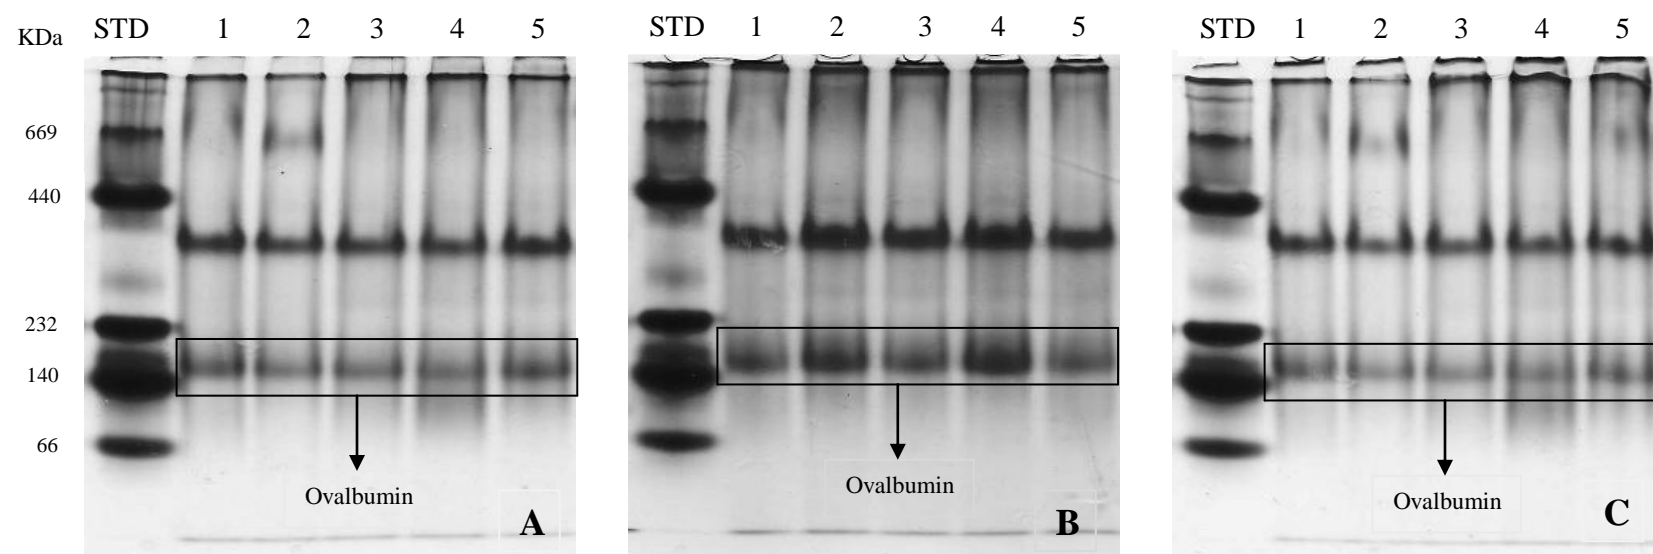 KDa STD 1 2 3 4 5 STD 1 2 3 4 5 STD 1 2 3 4 5
669
440
232
140
66
Ovalbumin
Ovalbumin
Ovalbumin
A
B
C